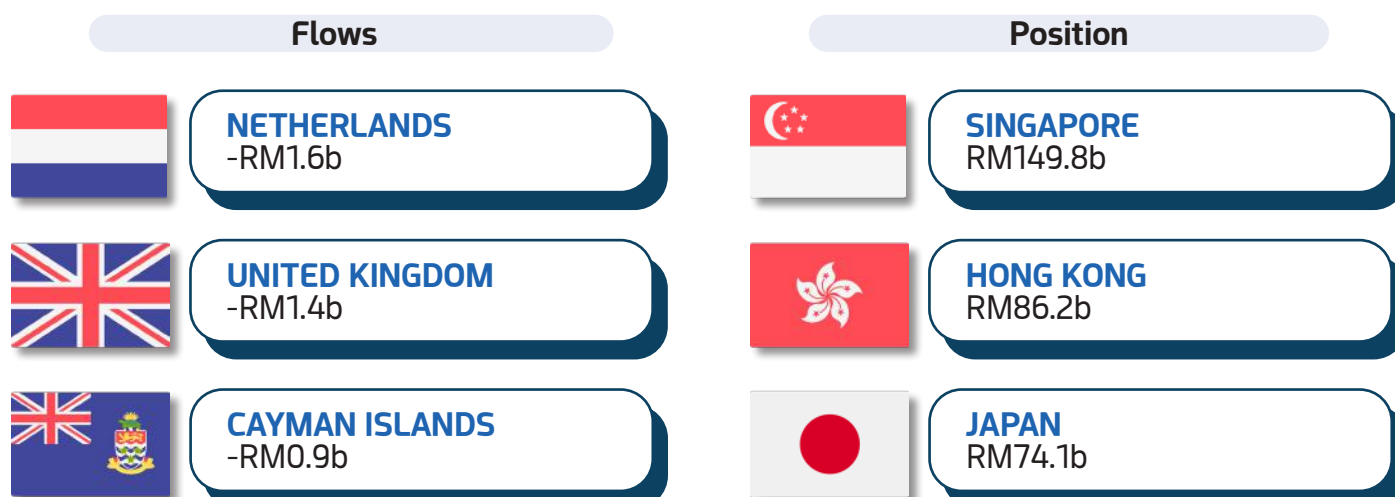 Flows
NETHERLANDS
-RM1.6b
UNITED KINGDOM
-RM1.4b
CAYMAN ISLANDS
-RM0.9b
Position
SINGAPORE
RM149.8b
HONG KONG
RM86.2b
JAPAN
RM74.1b